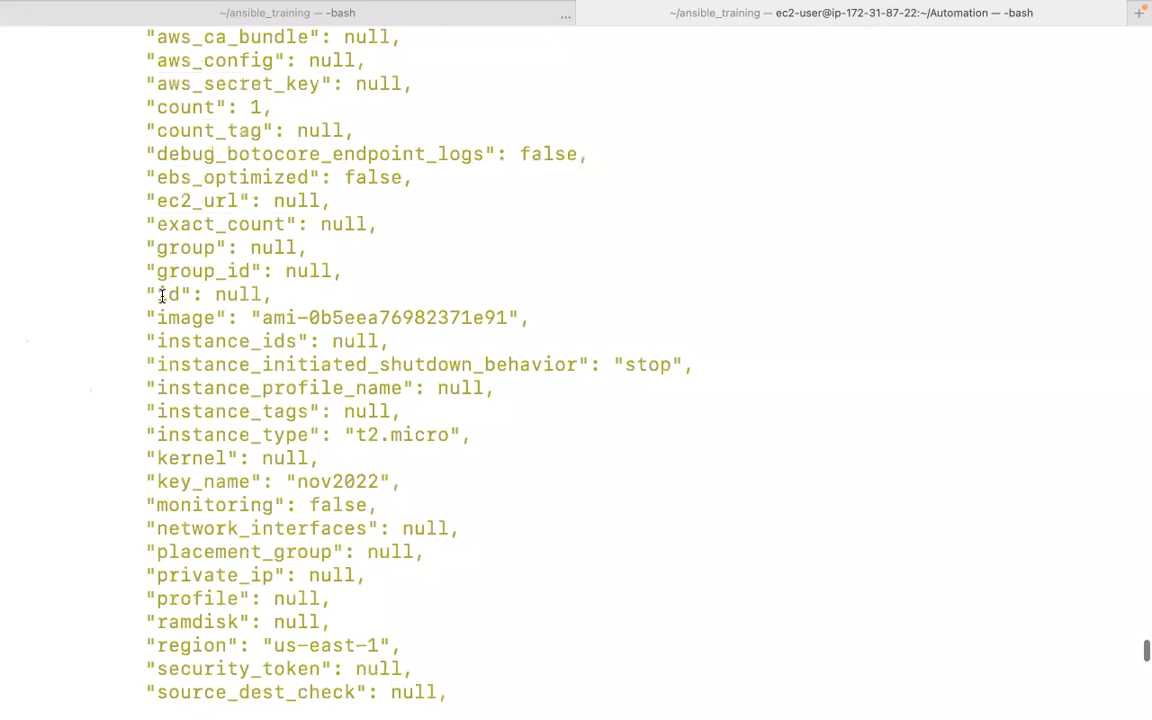 ~/ansible_training — -bash
...
~/ansible_training — ec2-user@ip-172-31-87-22:~/Automation — -bash
+
"aws_ca_bundle": null,
"aws_config": null,
"aws_secret_key": null,
"count": 1,
"count_tag": null,
"debug_botocore_endpoint_logs": false,
"ebs_optimized": false,
"ec2_url": null,
"exact_count": null,
"group": null,
"group_id": null,
"id": null,
"image": "ami-0b5eea76982371e91",
"instance_ids": null,
"instance_initiated_shutdown_behavior": "stop",
"instance_profile_name": null,
"instance_tags": null,
"instance_type": "t2.micro",
"kernel": null,
"key_name": "nov2022",
"monitoring": false,
"network_interfaces": null,
"placement_group": null,
"private_ip": null,
"profile": null,
"ramdisk": null,
"region": "us-east-1",
"security_token": null,
"source_dest_check": null,